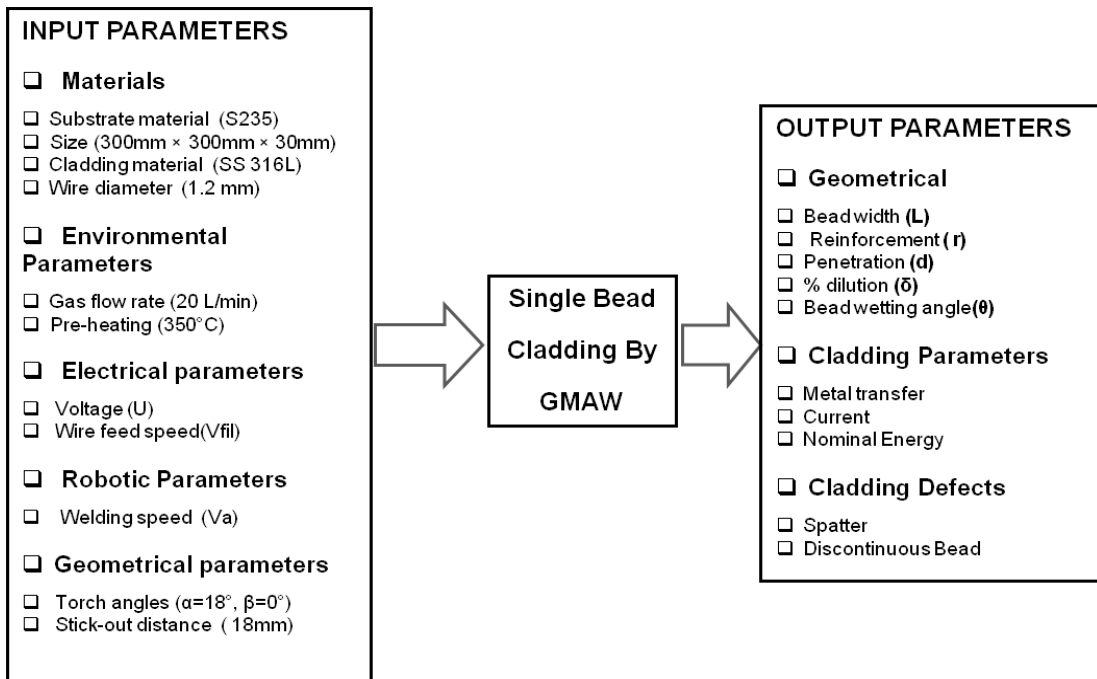 INPUT PARAMETERS
❑ Materials
❑ Substrate material (S235)
❑ Size (300mm × 300mm × 30mm)
❑ Cladding material (SS 316L)
❑ Wire diameter (1.2 mm)
❑ Environmental
Parameters
❑ Gas flow rate (20 L/min)
❑ Pre-heating (350°C)
❑ Electrical parameters
❑ Voltage (U)
❑ Wire feed speed(Vfil)
❑ Robotic Parameters
❑ Welding speed (Va)
❑ Geometrical parameters
❑ Torch angles (α=18°, β=0°)
❑ Stick-out distance ( 18mm)
Single Bead
Cladding By
GMAW
OUTPUT PARAMETERS
❑ Geometrical
❑ Bead width (L)
❑ Reinforcement ( r)
❑ Penetration (d)
❑ % dilution (δ)
❑ Bead wetting angle(θ)
❑ Cladding Parameters
❑ Metal transfer
❑ Current
❑ Nominal Energy
❑ Cladding Defects
❑ Spatter
❑ Discontinuous Bead